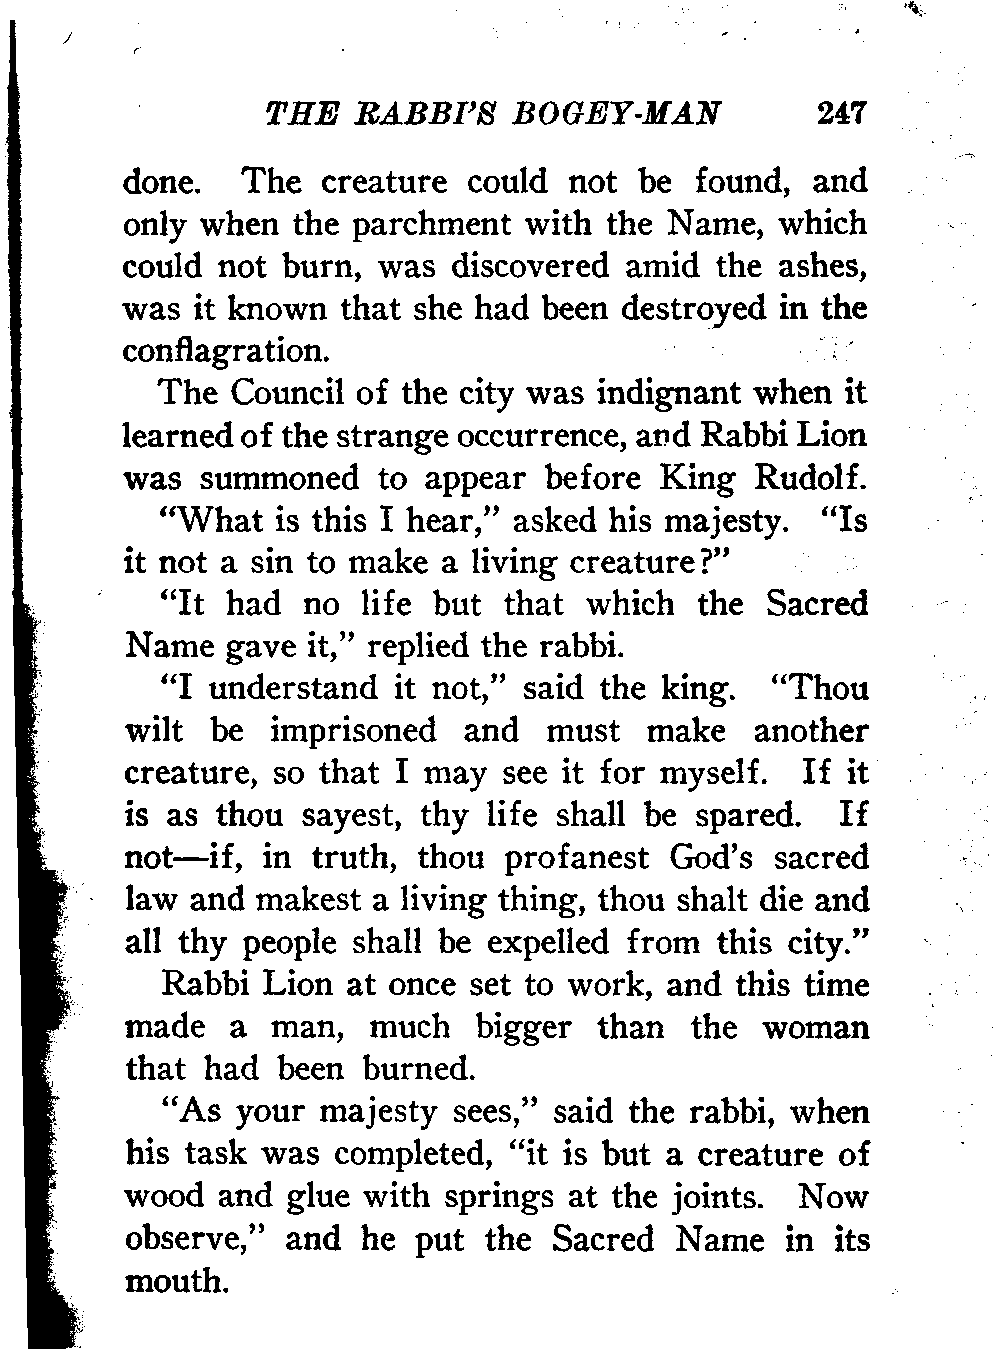 THE RABBI'S BOGEY-MAN 247
done. The creature could not be found, and
only when the parchment with the Name, which
could not burn, was discovered amid the ashes,
was it known that she had been destroyed in the
conflagration.
The Council of the city was indignant when it
learned of the strange occurrence, and Rabbi Lion
was summoned to appear before King Rudolf.
“What is this I hear,” asked his majesty. “Is
it not a sin to make a living creature?”
“It had no life but that which the Sacred
Name gave it,” replied the rabbi.
“I understand it not,” said the king. “Thou
wilt be imprisoned and must make another
creature, so that I may see it for myself. If it
is as thou sayest, thy life shall be spared. If
not—if, in truth, thou profanest God's sacred
law and makest a living thing, thou shalt die and
all thy people shall be expelled from this city.”
Rabbi Lion at once set to work, and this time
made a man, much bigger than the woman
that had been burned.
“As your majesty sees,” said the rabbi, when
his task was completed, “it is but a creature of
wood and glue with springs at the joints. Now
observe,” and he put the Sacred Name in its
mouth.